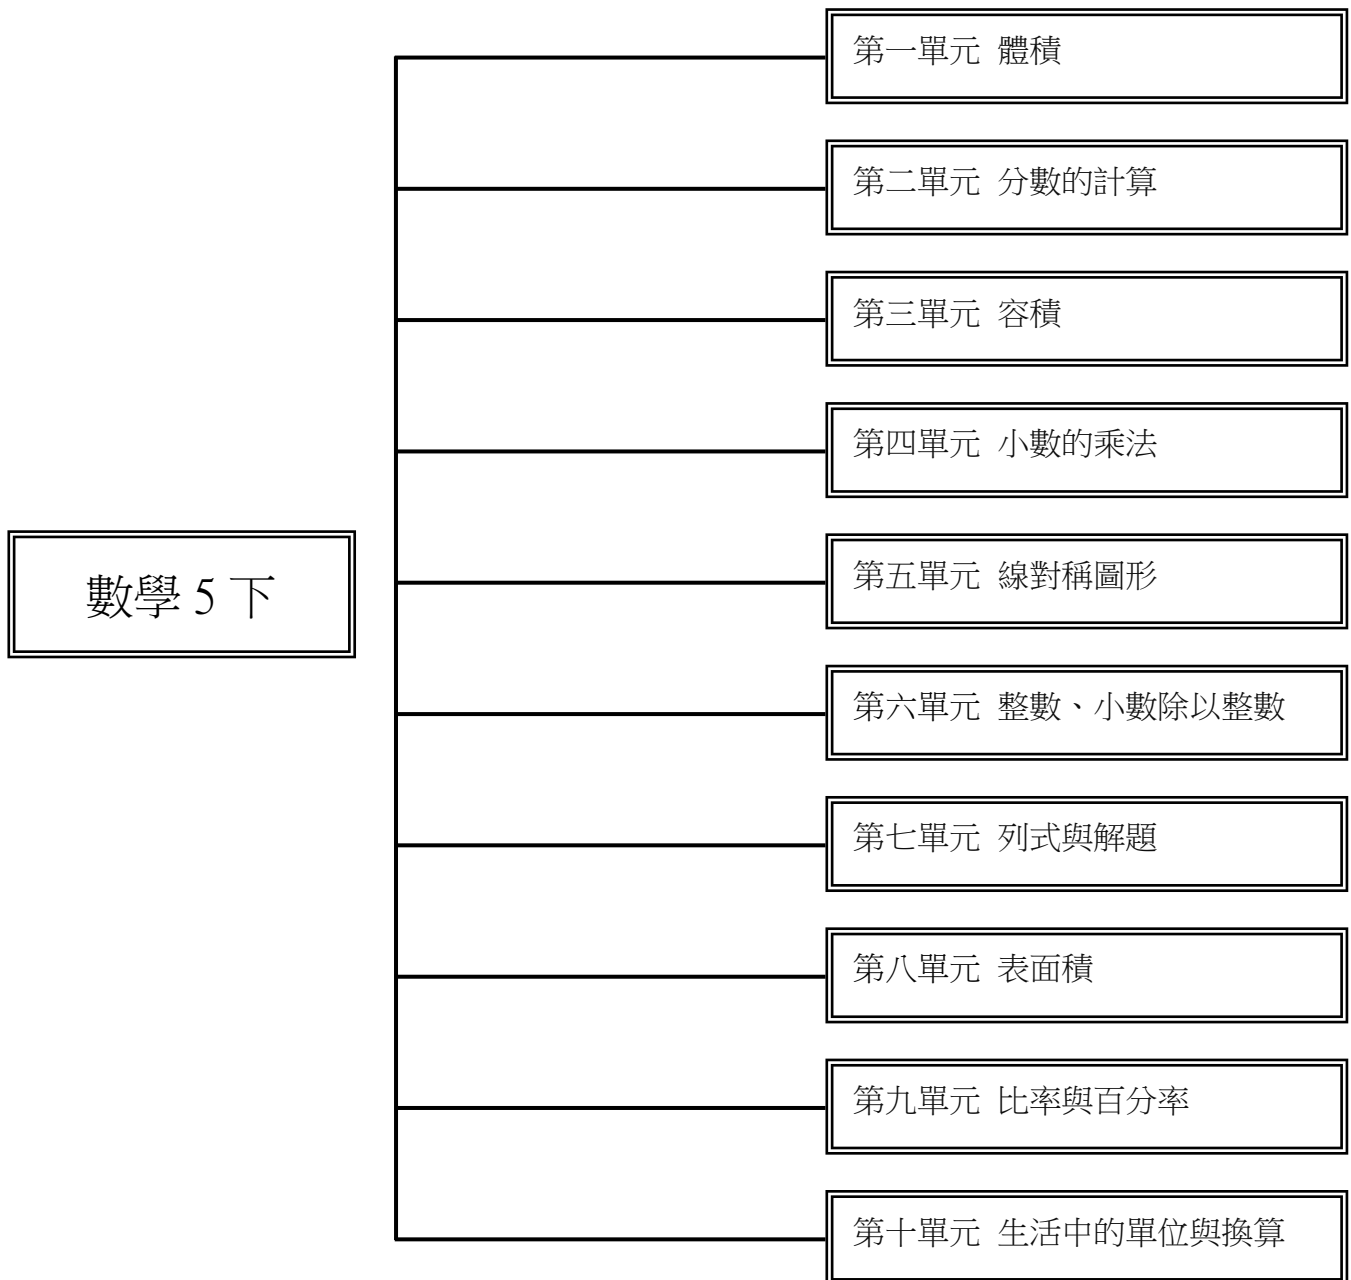 第一單元 體積
第二單元 分數的計算
第三單元 容積
第四單元 小數的乘法
數學 5 下
第五單元 線對稱圖形
第六單元 整數、小數除以整數
第七單元 列式與解題
第八單元 表面積
第九單元 比率與百分率
第十單元 生活中的單位與換算